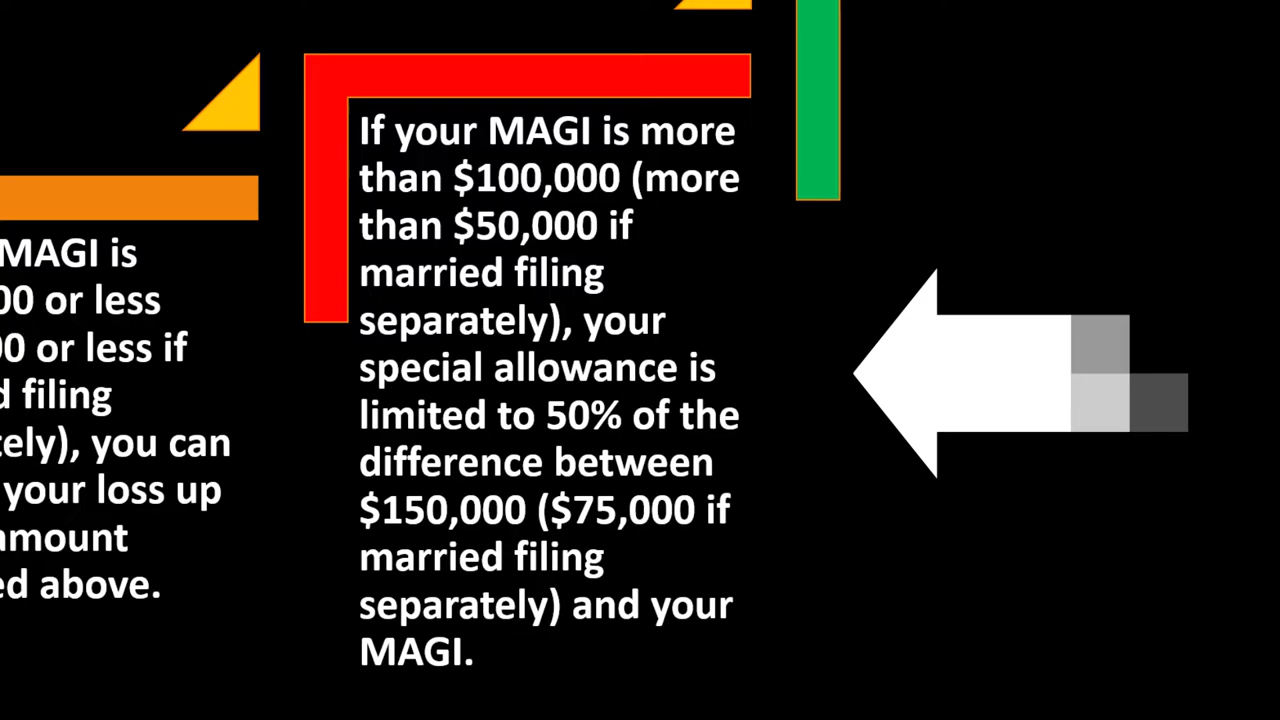 MAGI is
00 or less
00 or less if
d filing
tely), you can
your loss up
amount
ed above.
If your MAGI is more
than $100,000 (more
than $50,000 if
married filing
separately), your
special allowance is
limited to 50% of the
difference between
$150,000 ($75,000 if
married filing
separately) and your
MAGI.